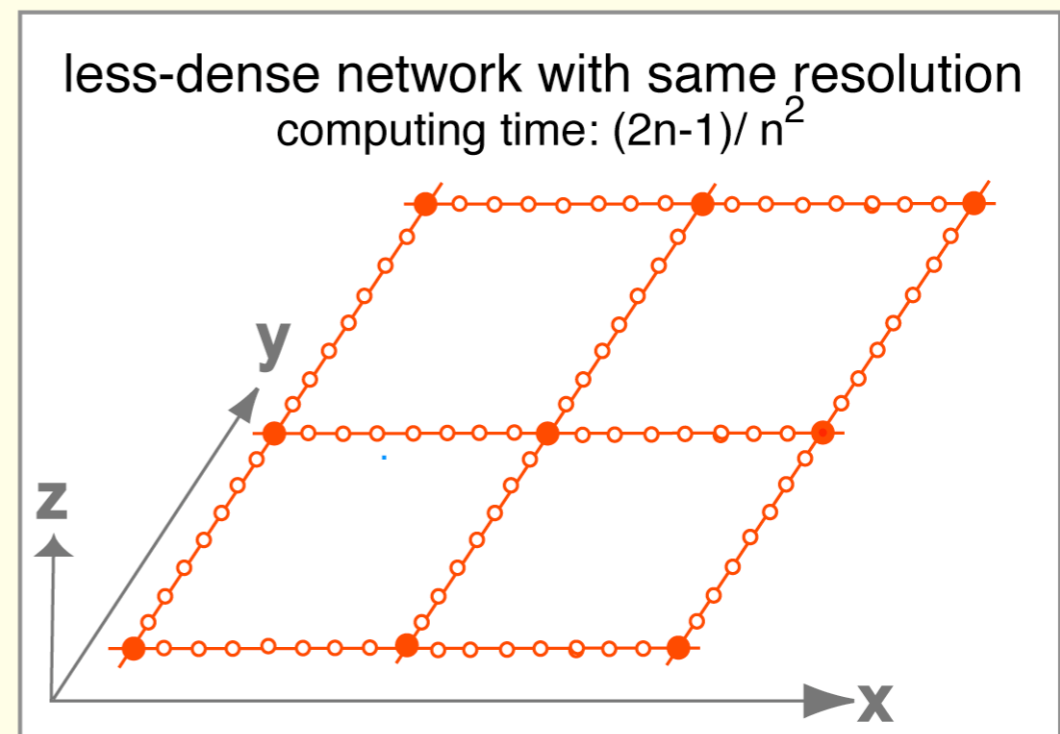 less-dense network with same resolution
computing time: (2n-1)/ n²
y
z
x